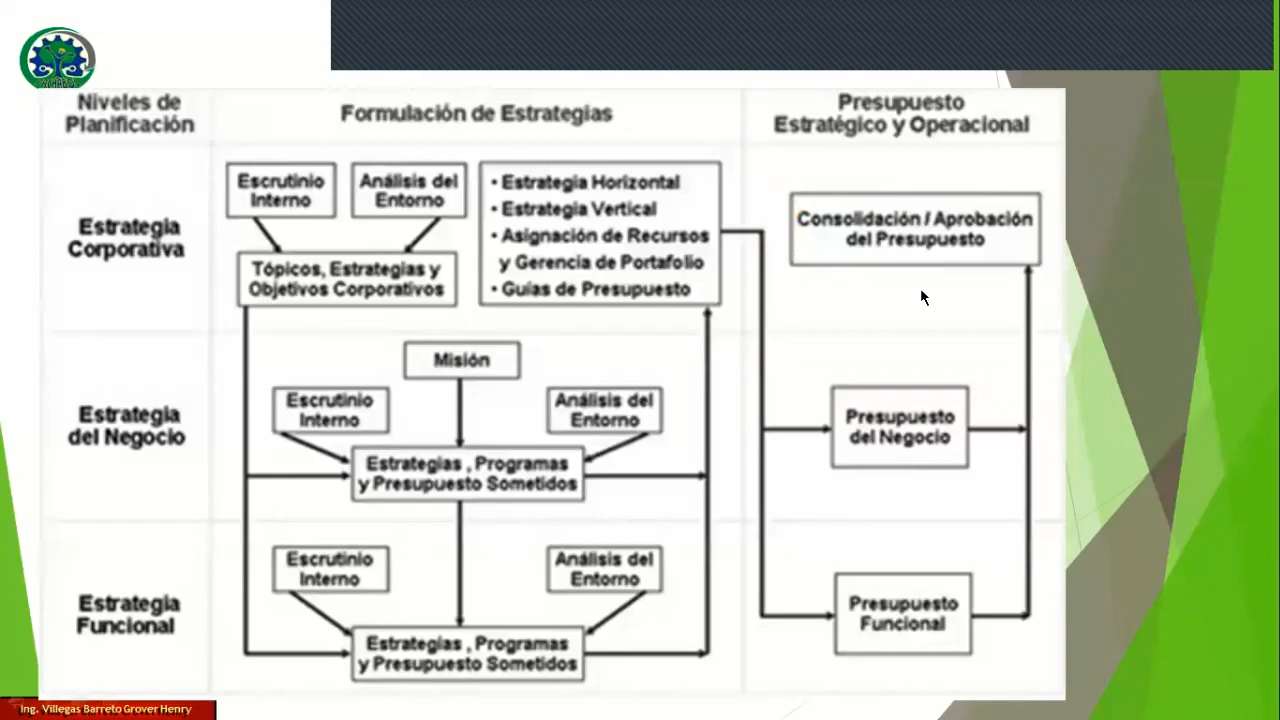 Niveles de
Planificación
Formulación de Estrategias
Presupuesto
Estratégico y Operacional
Estrategia
Corporativa
Escrutinio
Interno
Análisis del
Entorno
Tópicos, Estrategias y
Objetivos Corporativos
• Estrategia Horizontal
• Estrategia Vertical
• Asignación de Recursos
y Gerencia de Portafolio
• Guías de Presupuesto
Consolidación / Aprobación
del Presupuesto
Estrategia
del Negocio
Misión
Escrutinio
Interno
Análisis del
Entorno
Estrategias , Programas
y Presupuesto Sometidos
Presupuesto
del Negocio
Estrategia
Funcional
Escrutinio
Interno
Análisis del
Entorno
Estrategias , Programas
y Presupuesto Sometidos
Presupuesto
Funcional
Ing. Villegas Barreto Grover Henry